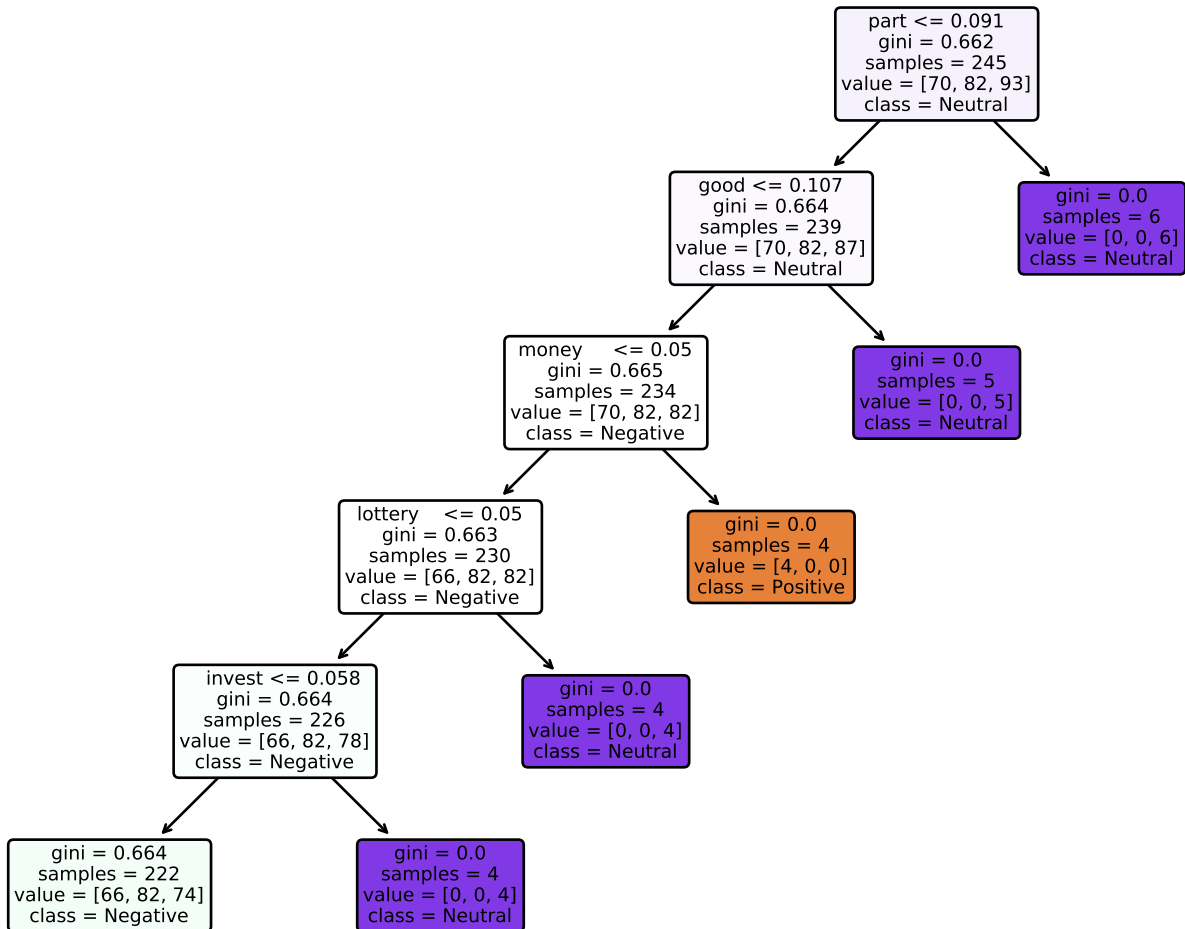 part <= 0.091
gini = 0.662
samples = 245
value = [70, 82, 93]
class = Neutral
good <= 0.107
gini = 0.664
samples = 239
value = [70, 82, 87]
class = Neutral
gini = 0.0
samples = 6
value = [0, 0, 6]
class = Neutral
money <= 0.05
gini = 0.665
samples = 234
value = [70, 82, 82]
class = Negative
gini = 0.0
samples = 5
value = [0, 0, 5]
class = Neutral
lottery <= 0.05
gini = 0.663
samples = 230
value = [66, 82, 82]
class = Negative
gini = 0.0
samples = 4
value = [4, 0, 0]
class = Positive
invest <= 0.058
gini = 0.664
samples = 226
value = [66, 82, 78]
class = Negative
gini = 0.0
samples = 4
value = [0, 0, 4]
class = Neutral
gini = 0.664
samples = 222
value = [66, 82, 74]
class = Negative
gini = 0.0
samples = 4
value = [0, 0, 4]
class = Neutral